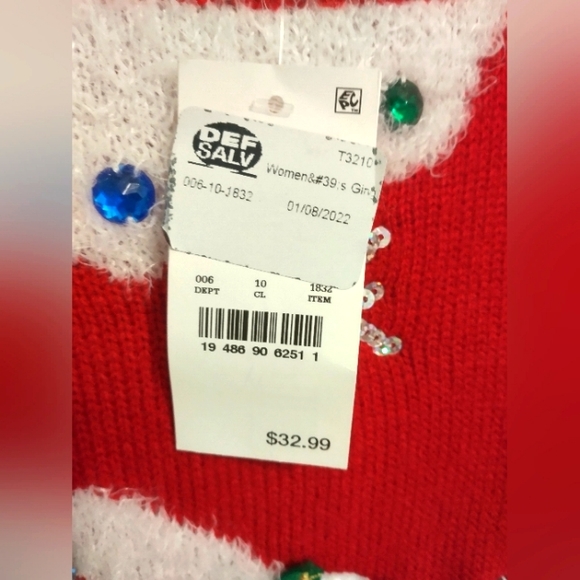 EPC
DEF
SALV
T3210
Women&#39;s Gin
006-10-1832
01/08/2022
006 10 1832
DEPT CL ITEM
19 486 90 6251 1
$32.99